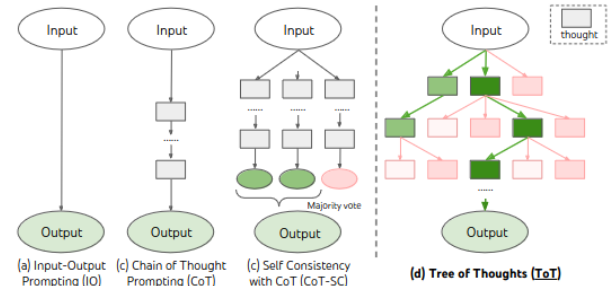 Input
Input
Input
Input
thought
......
......
......
......
......
Majority vote
Output
Output
Output
Output
(a) Input-Output
Prompting (IO)
(c) Chain of Thought
Prompting (CoT)
(c) Self Consistency
with CoT (CoT-SC)
(d) Tree of Thoughts (ToT)